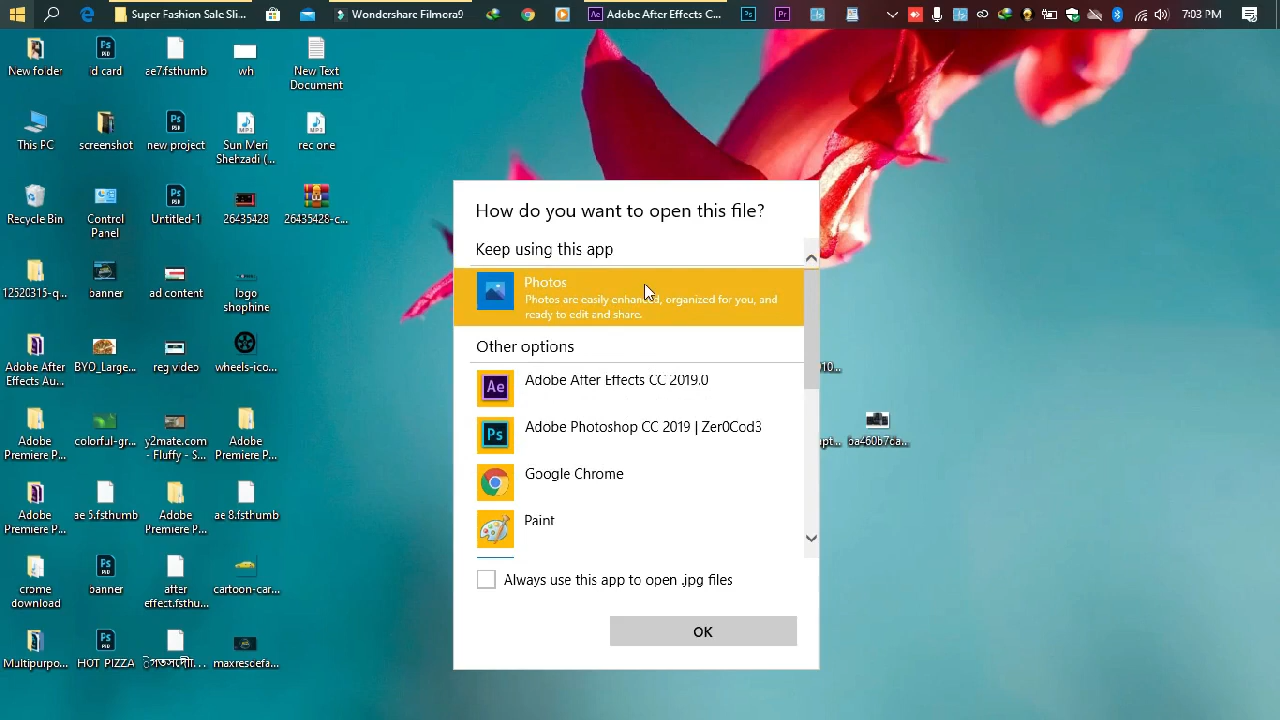 Super Fashion Sale Sli...
Wondershare Filmora9
Adobe After Effects C...
7:03 PM
New folder
ae7.fsthumb
wh
New Text
Document
This PC
screenshot
new project
Sun Meri
Shehzadi (...
rec one
Recycle Bin
Control
Panel
Untitled-1
26435428
26435428-c...
12520315-q...
banner
ad content
logo
shophine
Adobe After
Effects Au...
BYO_Large...
reg video
wheels-ico...
Adobe
Premiere P...
colorful-gr...
y2mate.com
- Fluffy - S...
Adobe
Premiere P...
Adobe
Premiere P...
ae 5.fsthumb
Adobe
Premiere P...
ae 8.fsthumb
crome
download
banner
after
effect.fsthu...
cartoon-car...
Multipurpo...
HOT PIZZA
maxresdefa...
How do you want to open this file?
Keep using this app
Photos
Photos are easily enhanced, organized for you, and
ready to edit and share.
Other options
Adobe After Effects CC 2019.0
Adobe Photoshop CC 2019 | Zer0Cod3
Google Chrome
Paint
Always use this app to open .jpg files
OK
ba460b7ca...